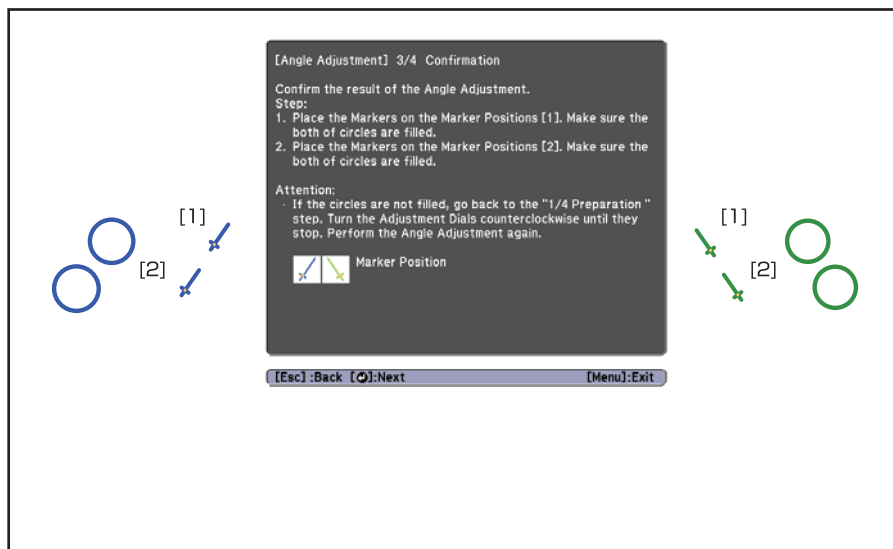 [Angle Adjustment] 3/4 Confirmation
Confirm the result of the Angle Adjustment.
Step:
1. Place the Markers on the Marker Positions [1]. Make sure the
both of circles are filled.
2. Place the Markers on the Marker Positions [2]. Make sure the
both of circles are filled.
Attention:
· If the circles are not filled, go back to the "1/4 Preparation "
step. Turn the Adjustment Dials counterclockwise until they
stop. Perform the Angle Adjustment again.
Marker Position
[1]
[2]
[1]
[2]
[Esc] :Back [⏎]:Next [Menu]:Exit